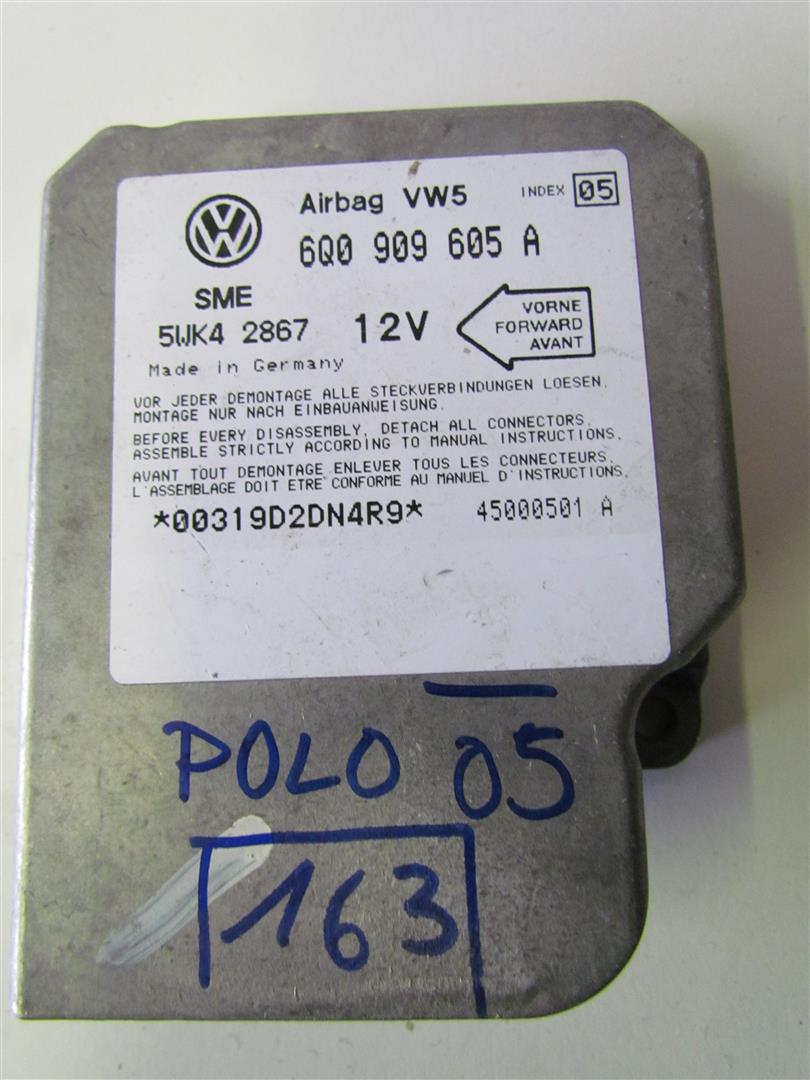 Airbag VW5 INDEX 05
6Q0 909 605 A
SME
5WK4 2867 12V
VORNE
FORWARD
AVANT
Made in Germany
VOR JEDER DEMONTAGE ALLE STECKVERBINDUNGEN LOESEN.
MONTAGE NUR NACH EINBAUANWEISUNG.
BEFORE EVERY DISASSEMBLY, DETACH ALL CONNECTORS.
ASSEMBLE STRICTLY ACCORDING TO MANUAL INSTRUCTIONS.
AVANT TOUT DEMONTAGE ENLEVER TOUS LES CONNECTEURS.
L'ASSEMBLAGE DOIT ETRE CONFORME AU MANUEL D'INSTRUCTIONS.
*00319D2DN4R9* 45000501 A
POLO 05
163